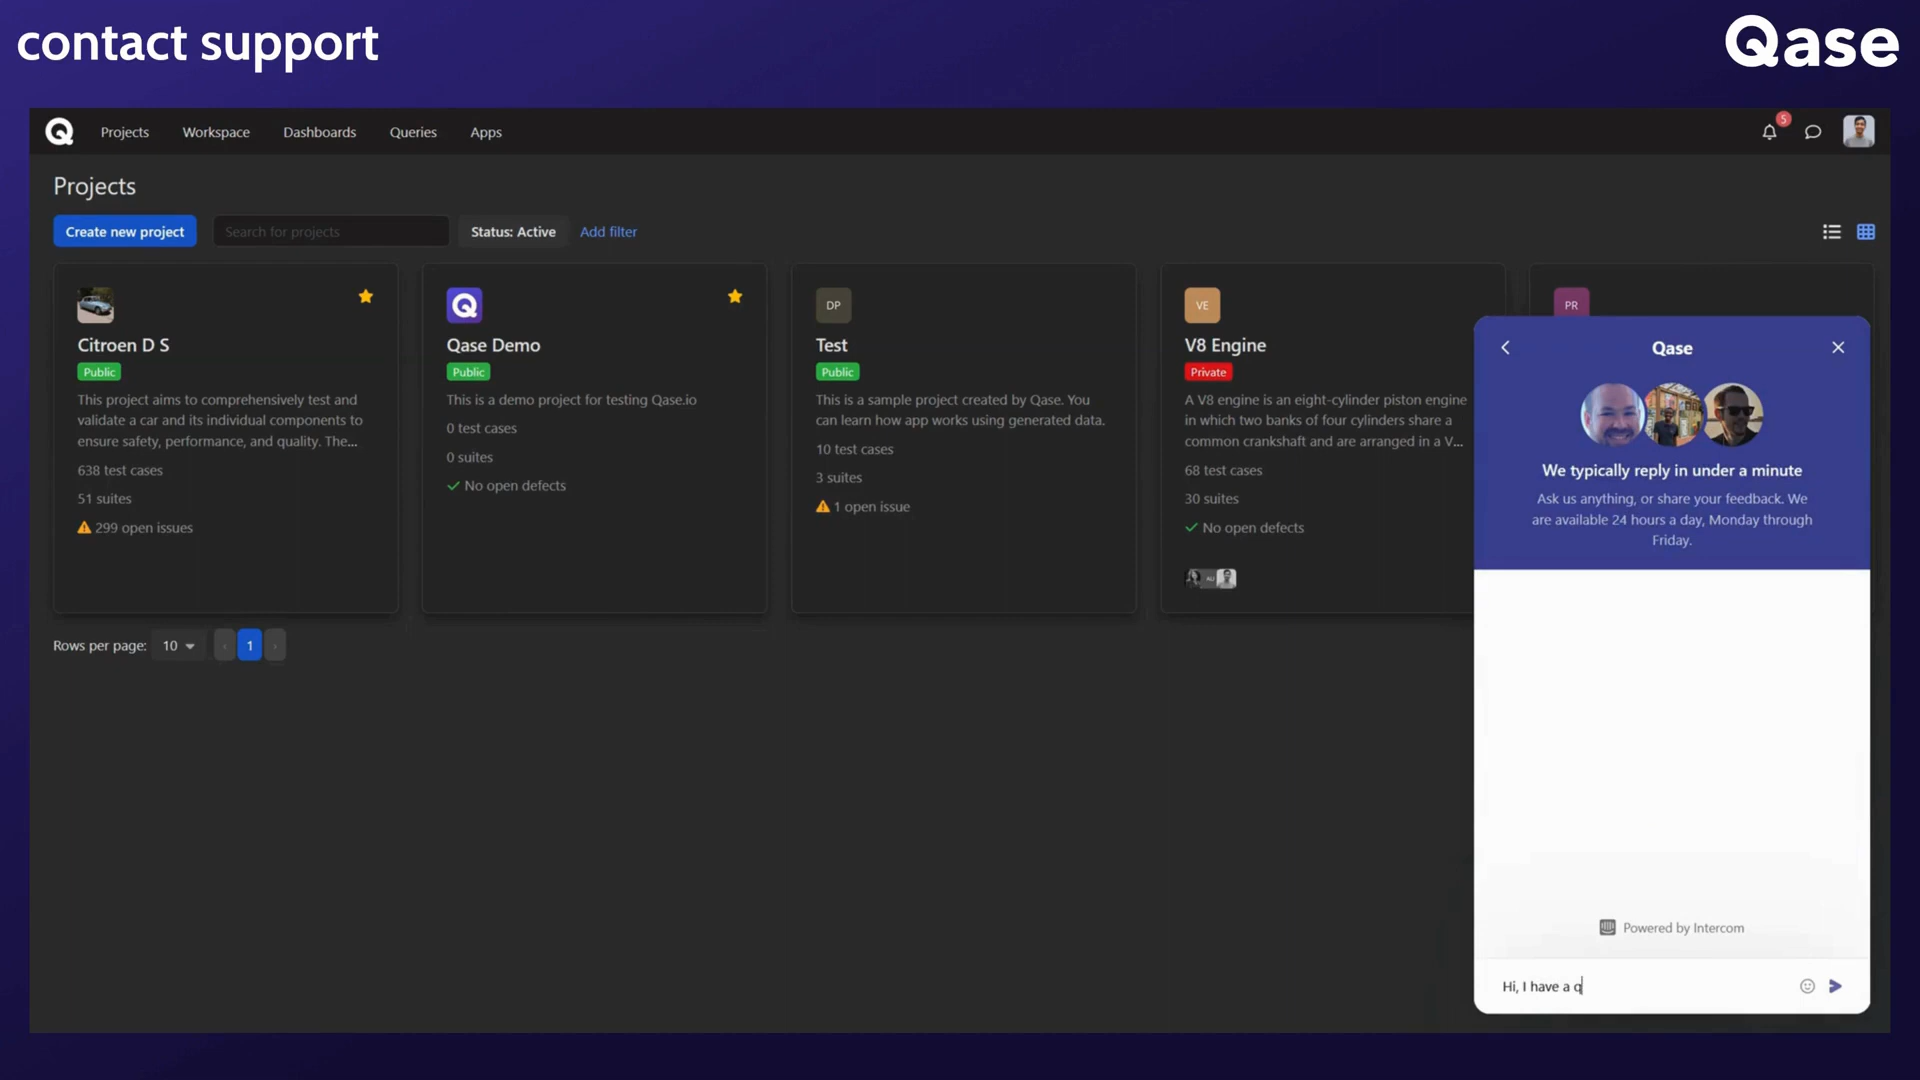 contact support
Qase
Projects Workspace Dashboards Queries Apps
5
Projects
Create new project
Search for projects
Status: Active
Add filter
Citroen D S
Public
This project aims to comprehensively test and
validate a car and its individual components to
ensure safety, performance, and quality. The...
638 test cases
51 suites
299 open issues
Qase Demo
Public
This is a demo project for testing Qase.io
0 test cases
0 suites
No open defects
DP
Test
Public
This is a sample project created by Qase. You
can learn how app works using generated data.
10 test cases
3 suites
1 open issue
VE
V8 Engine
Private
A V8 engine is an eight-cylinder piston engine
in which two banks of four cylinders share a
common crankshaft and are arranged in a V...
68 test cases
30 suites
No open defects
PR
Rows per page: 10
1
Qase
We typically reply in under a minute
Ask us anything, or share your feedback. We
are available 24 hours a day, Monday through
Friday.
Powered by Intercom
Hi, I have a q